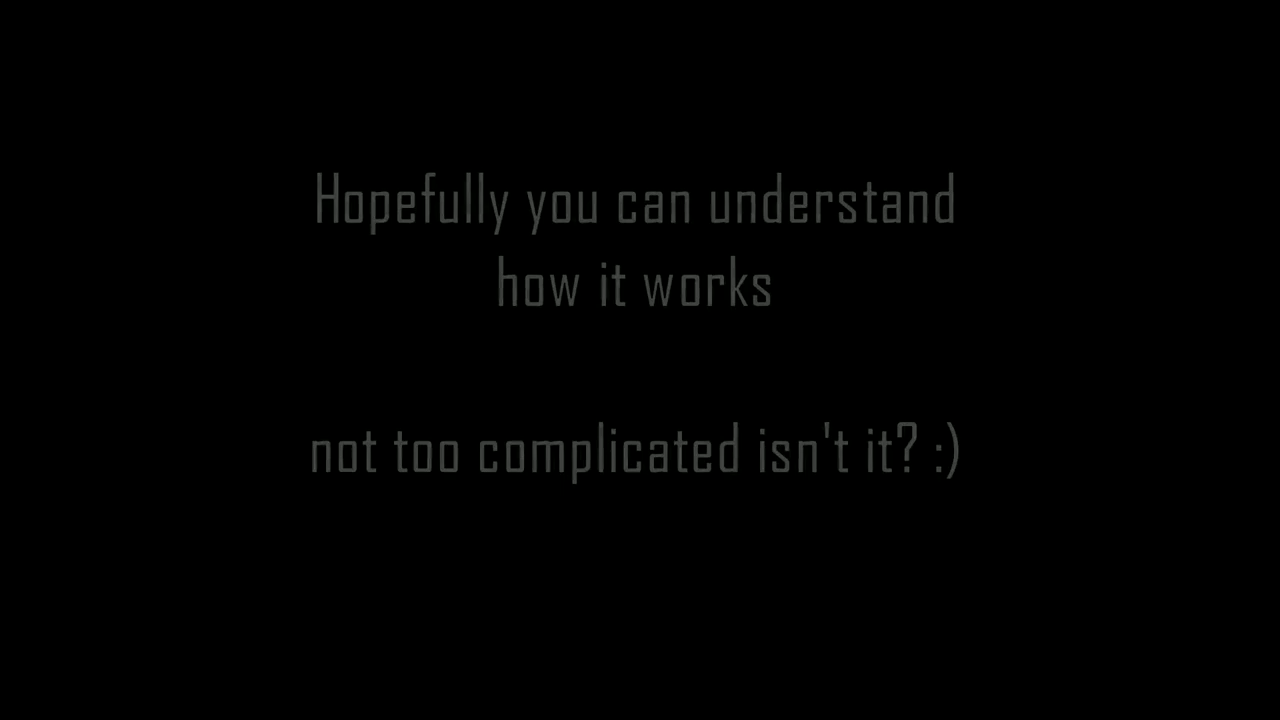 Hopefully you can understand
how it works
not too complicated isn't it? :)